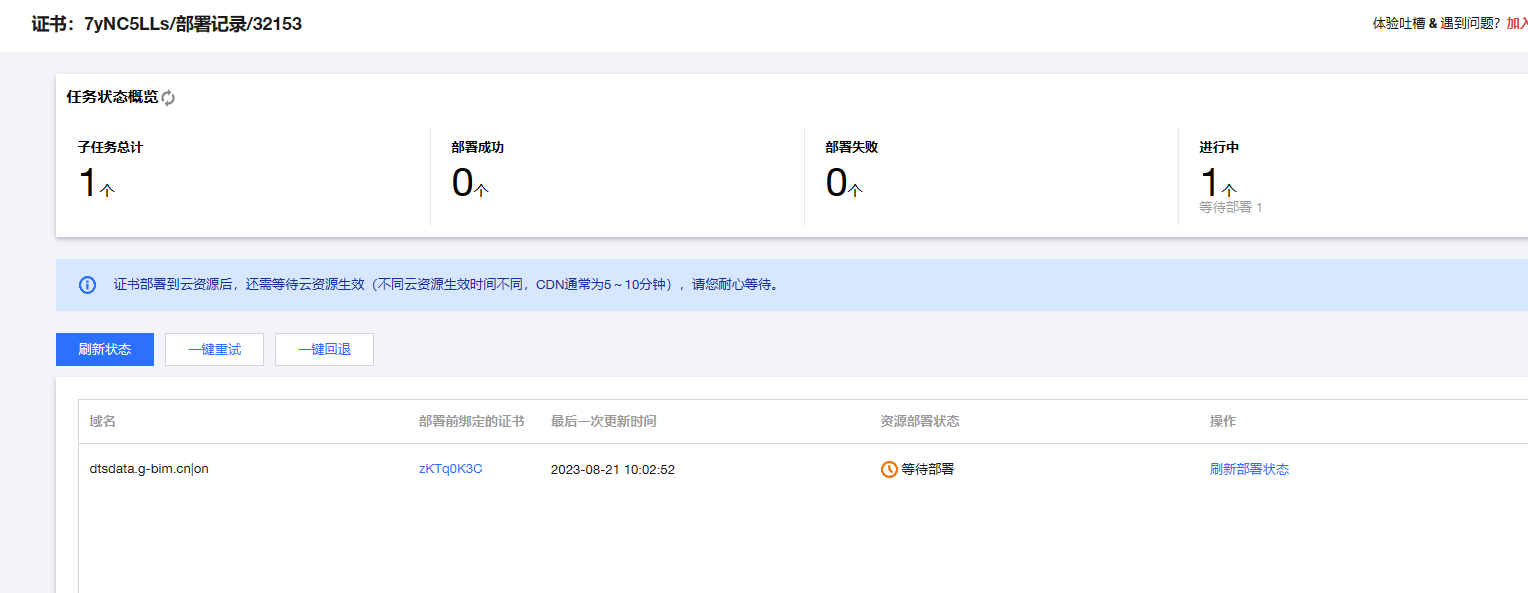 证书：7yNC5LLs/部署记录/32153
体验吐槽 & 遇到问题？加入
任务状态概览
子任务总计 部署成功 部署失败 进行中
1个 0个 0个 1个
等待部署 1
证书部署到云资源后，还需等待云资源生效（不同云资源生效时间不同，CDN通常为5～10分钟），请您耐心等待。
刷新状态 一键重试 一键回退
域名 部署前绑定的证书 最后一次更新时间 资源部署状态 操作
dtsdata.g-bim.cn|on zKTq0K3C 2023-08-21 10:02:52 等待部署 刷新部署状态